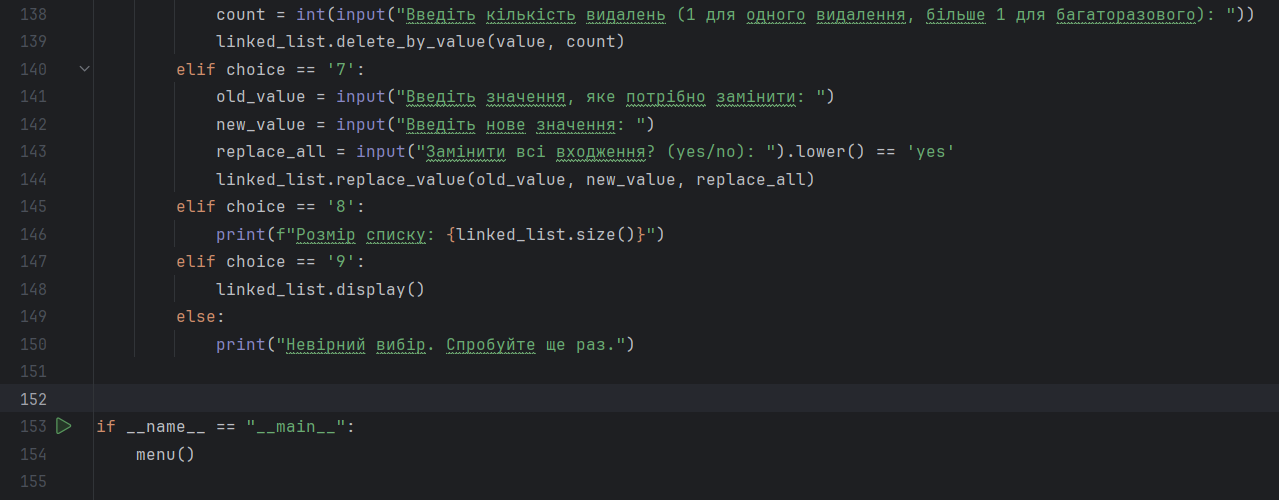 138 count = int(input("Введіть кількість видалень (1 для одного видалення, більше 1 для багаторазового): "))
139 linked_list.delete_by_value(value, count)
140 elif choice == '7':
141 old_value = input("Введіть значення, яке потрібно замінити: ")
142 new_value = input("Введіть нове значення: ")
143 replace_all = input("Замінити всі входження? (yes/no): ").lower() == 'yes'
144 linked_list.replace_value(old_value, new_value, replace_all)
145 elif choice == '8':
146 print(f"Розмір списку: {linked_list.size()}")
147 elif choice == '9':
148 linked_list.display()
149 else:
150 print("Невірний вибір. Спробуйте ще раз.")
151
152
153 if __name__ == "__main__":
154 menu()
155